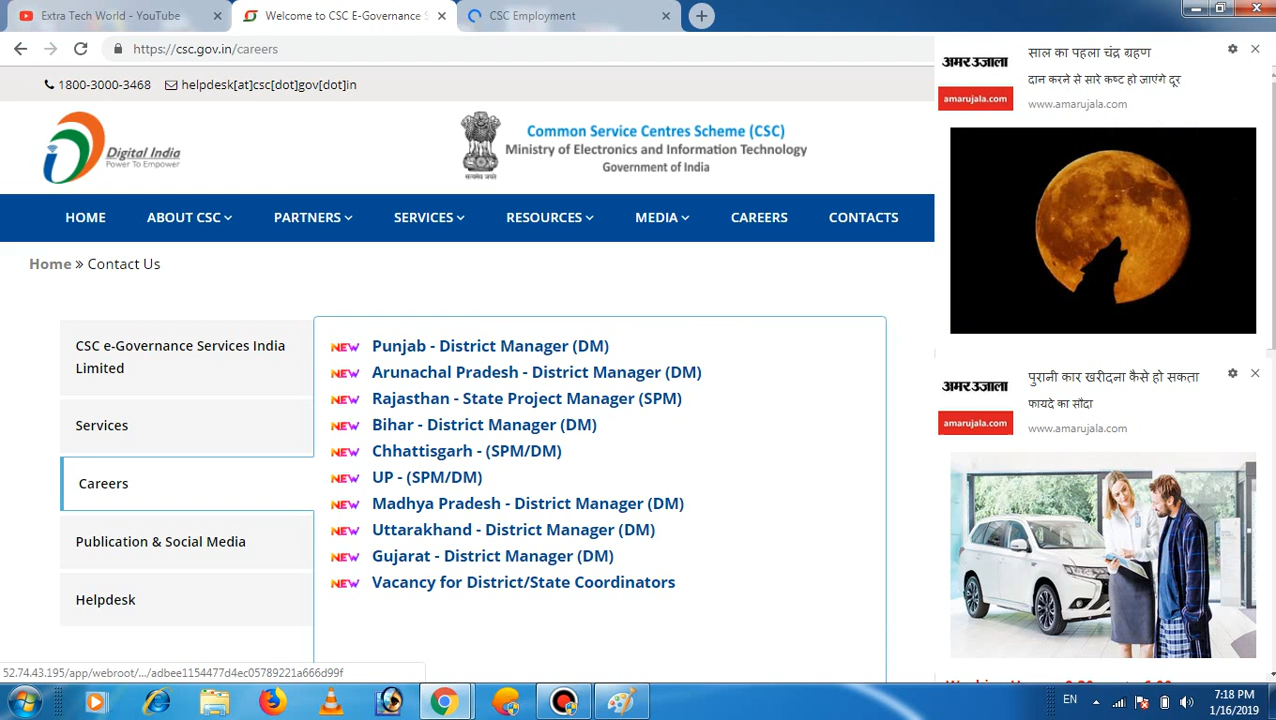 Extra Tech World - YouTube
Welcome to CSC E-Governance S
CSC Employment
https://csc.gov.in/careers
1800-3000-3468 helpdesk[at]csc[dot]gov[dot]in
Digital India
Power To Empower
सत्यमेव जयते
Common Service Centres Scheme (CSC)
Ministry of Electronics and Information Technology
Government of India
HOME ABOUT CSC PARTNERS SERVICES RESOURCES MEDIA CAREERS CONTACTS
Home » Contact Us
CSC e-Governance Services India
Limited
Services
Careers
Publication & Social Media
Helpdesk
NEW Punjab - District Manager (DM)
NEW Arunachal Pradesh - District Manager (DM)
NEW Rajasthan - State Project Manager (SPM)
NEW Bihar - District Manager (DM)
NEW Chhattisgarh - (SPM/DM)
NEW UP - (SPM/DM)
NEW Madhya Pradesh - District Manager (DM)
NEW Uttarakhand - District Manager (DM)
NEW Gujarat - District Manager (DM)
NEW Vacancy for District/State Coordinators
अमर उजाला
amarujala.com
साल का पहला चंद्र ग्रहण
दान करने से सारे कष्ट हो जाएंगे दूर
www.amarujala.com
अमर उजाला
amarujala.com
पुरानी कार खरीदना कैसे हो सकता
फायदे का सौदा
www.amarujala.com
52.74.43.195/app/webroot/.../adbee1154477d4ec05789221a666d99f
EN
7:18 PM
1/16/2019